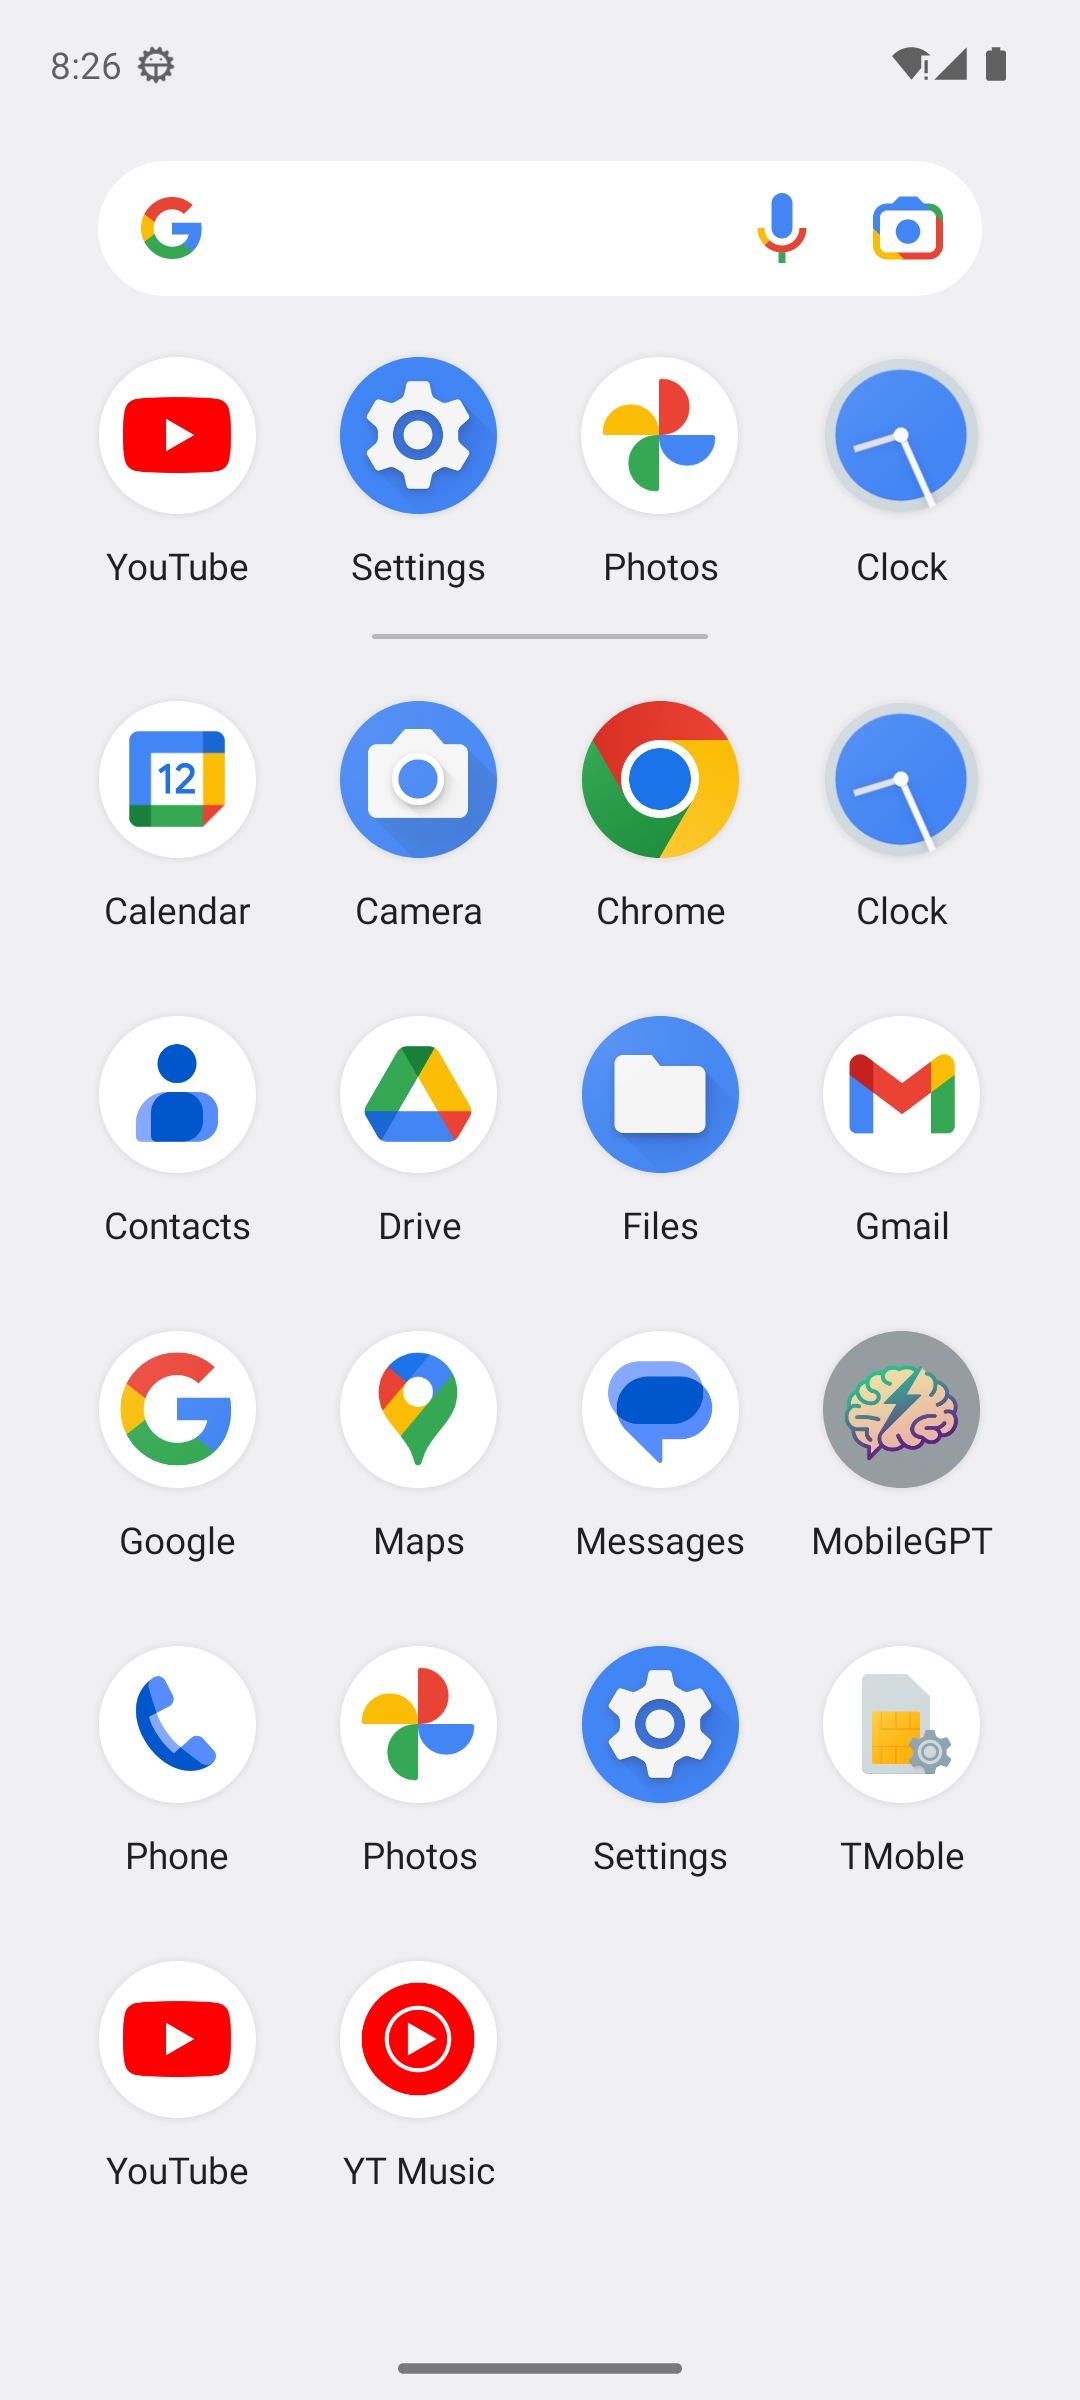 8:26
YouTube Settings Photos Clock
12
Calendar Camera Chrome Clock
Contacts Drive Files Gmail
Google Maps Messages MobileGPT
Phone Photos Settings TMoble
YouTube YT Music